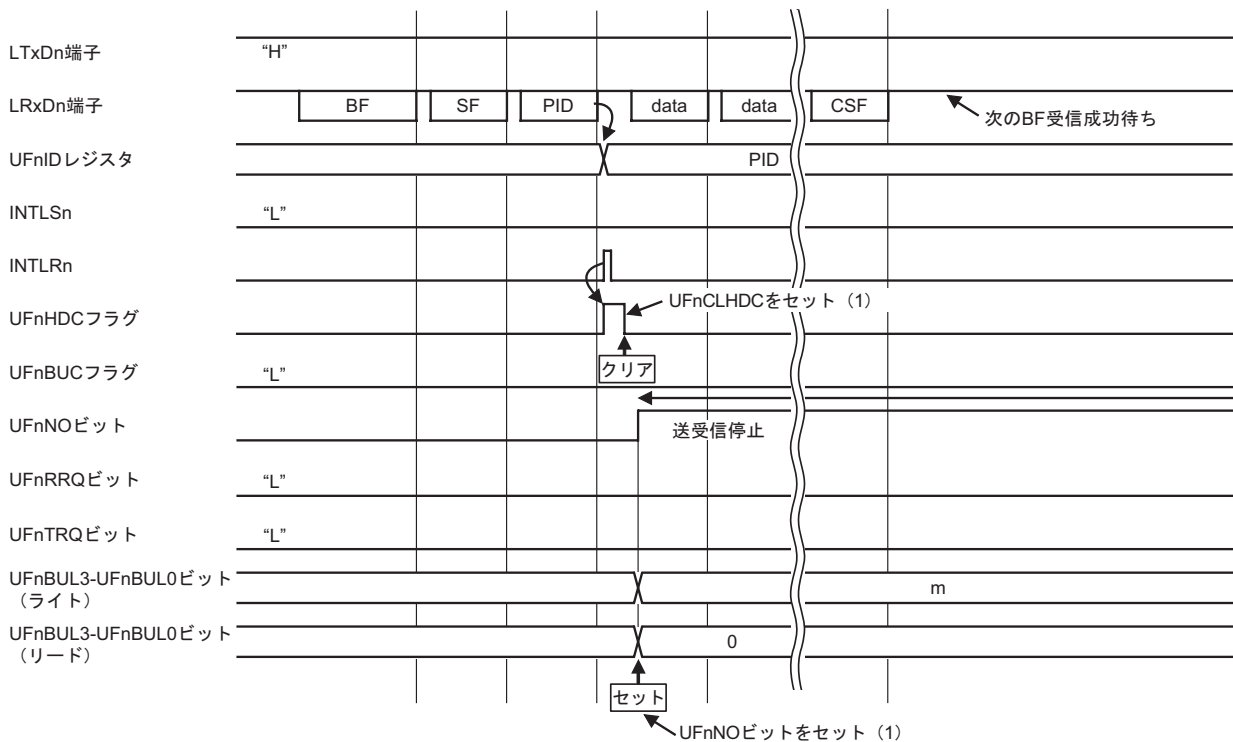 LTxDn端子
“H”
LRxDn端子
BF
SF
PID
data
data
CSF
次のBF受信成功待ち
UFnIDレジスタ
PID
INTLSn
“L”
INTLRn
UFnCLHDCをセット（1）
UFnHDCフラグ
クリア
UFnBUCフラグ
“L”
UFnNOビット
送受信停止
UFnRRQビット
“L”
UFnTRQビット
“L”
UFnBUL3-UFnBUL0ビット
（ライト）
m
UFnBUL3-UFnBUL0ビット
（リード）
0
セット
UFnNOビットをセット（1）